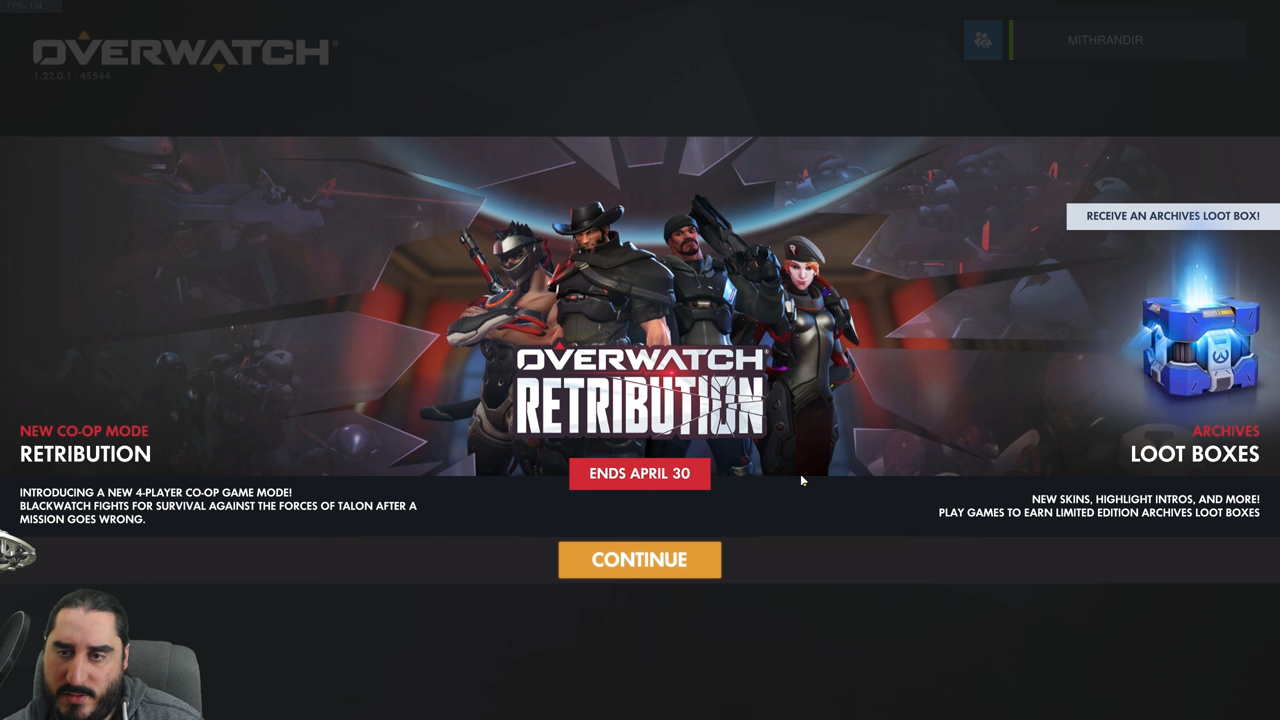 FPS: 119
OVERWATCH
1.22.0.1 - 45544
MITHRANDIR
RECEIVE AN ARCHIVES LOOT BOX!
OVERWATCH
RETRIBUTION
NEW CO-OP MODE
RETRIBUTION
ARCHIVES
LOOT BOXES
ENDS APRIL 30
INTRODUCING A NEW 4-PLAYER CO-OP GAME MODE!
BLACKWATCH FIGHTS FOR SURVIVAL AGAINST THE FORCES OF TALON AFTER A
MISSION GOES WRONG.
NEW SKINS, HIGHLIGHT INTROS, AND MORE!
PLAY GAMES TO EARN LIMITED EDITION ARCHIVES LOOT BOXES
CONTINUE